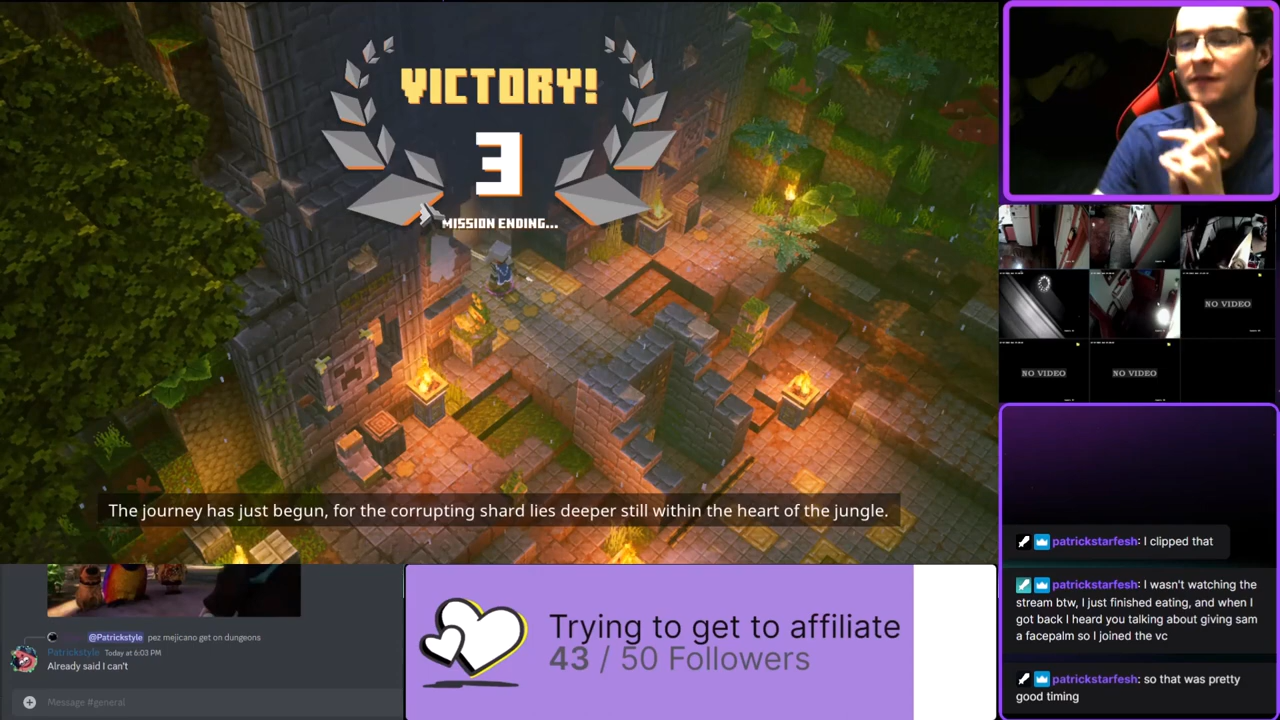 VICTORY!
3
MISSION ENDING...
The journey has just begun, for the corrupting shard lies deeper still within the heart of the jungle.
NO VIDEO
NO VIDEO
NO VIDEO
patrickstarfesh: I clipped that
patrickstarfesh: I wasn't watching the
stream btw, I just finished eating, and when I
got back I heard you talking about giving sam
a facepalm so I joined the vc
patrickstarfesh: so that was pretty
good timing
@Patrickstyle pez mejicano get on dungeons
Patrickstyle Today at 6:03 PM
Already said I can't
Message #general
Trying to get to affiliate
43 / 50 Followers